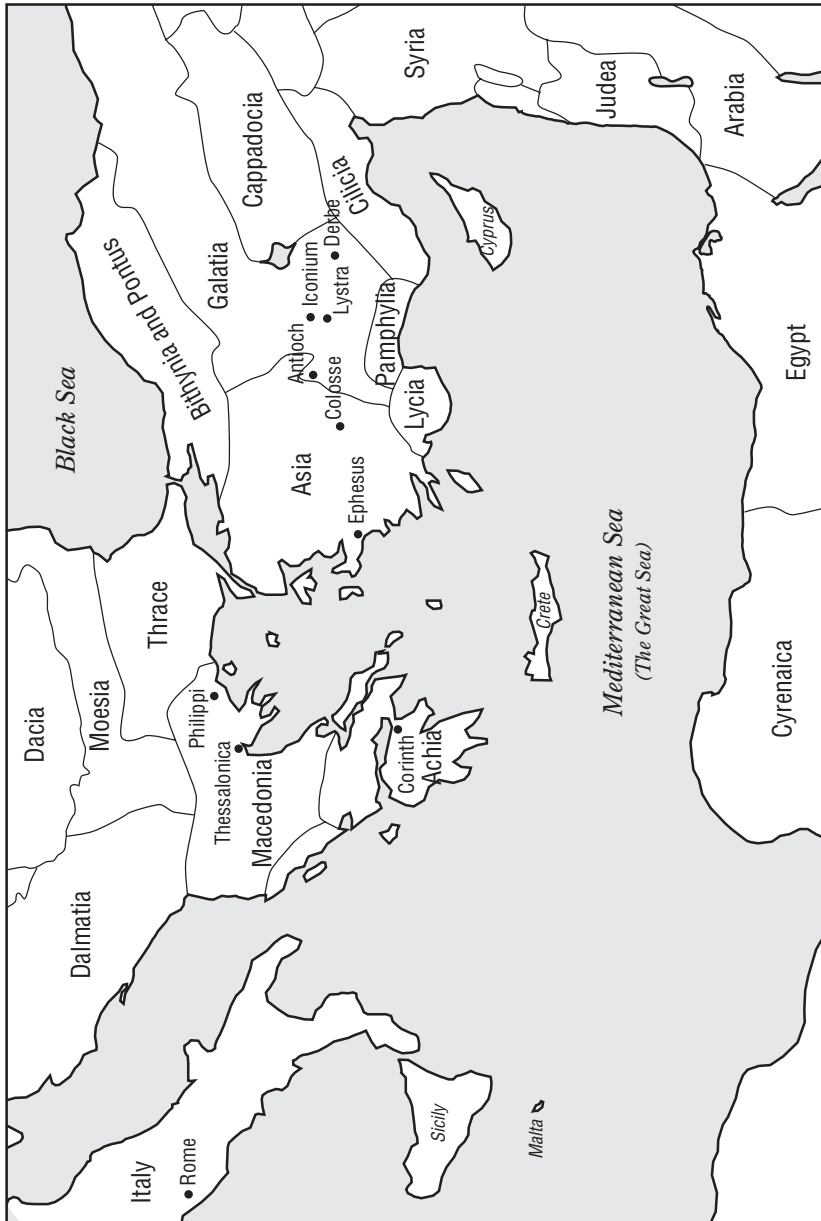 Black Sea
Dacia
Dalmatia
Moesia
Thrace
Bithynia and Pontus
Italy
Rome
Philippi
Thessalonica
Macedonia
Galatia
Cappadocia
Asia
Antioch
Iconium
Lystra
Derbe
Colosse
Ephesus
Cilicia
Pamphylia
Lycia
Corinth
Achia
Syria
Sicily
Malta
Crete
Cyprus
Mediterranean Sea
(The Great Sea)
Judea
Arabia
Cyrenaica
Egypt